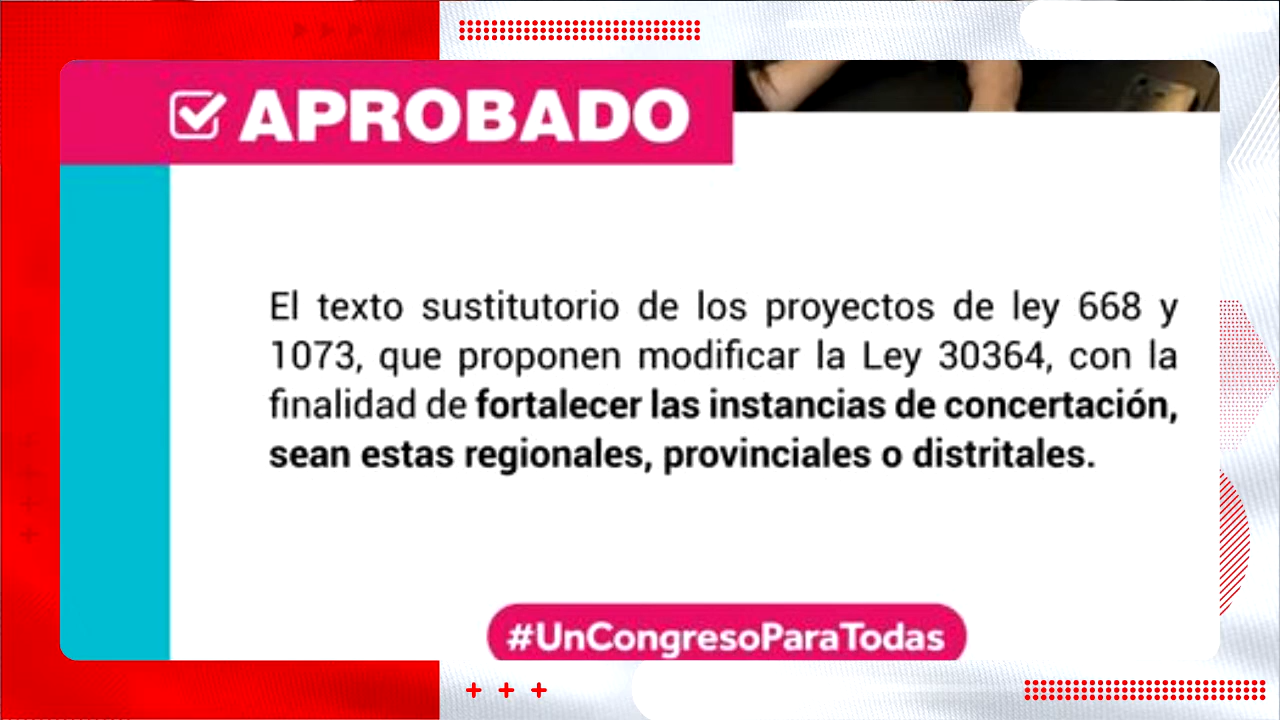 APROBADO
El texto sustitutorio de los proyectos de ley 668 y
1073, que proponen modificar la Ley 30364, con la
finalidad de fortalecer las instancias de concertación,
sean estas regionales, provinciales o distritales.
#UnCongresoParaTodas